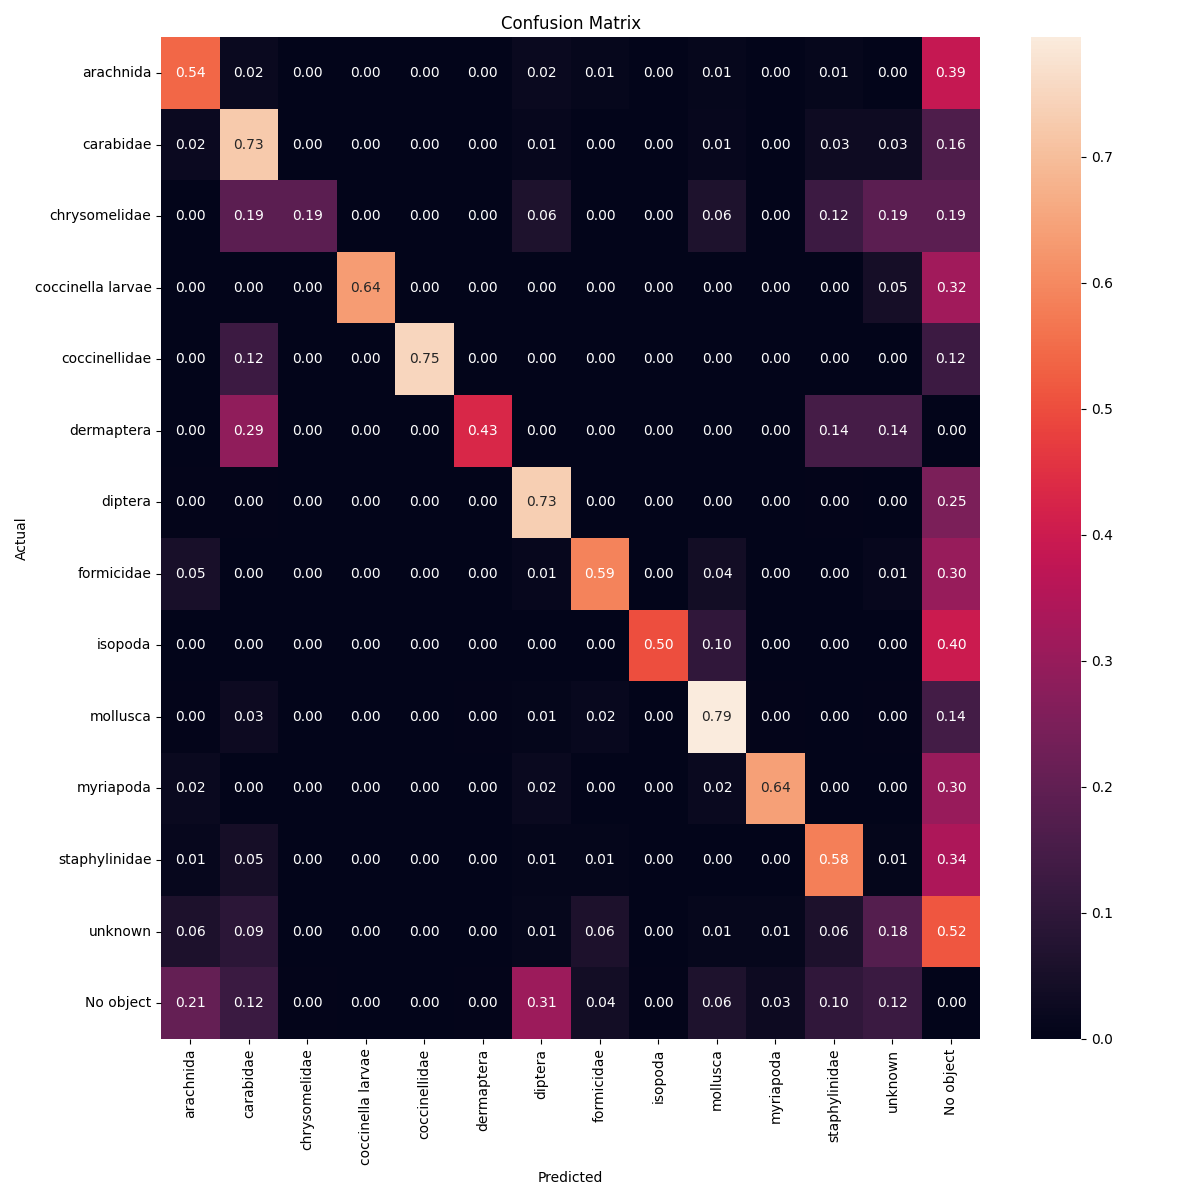 Confusion Matrix
arachnida 0.54 0.02 0.00 0.00 0.00 0.00 0.02 0.01 0.00 0.01 0.00 0.01 0.00 0.39
carabidae 0.02 0.73 0.00 0.00 0.00 0.00 0.01 0.00 0.00 0.01 0.00 0.03 0.03 0.16
chrysomelidae 0.00 0.19 0.19 0.00 0.00 0.00 0.06 0.00 0.00 0.06 0.00 0.12 0.19 0.19
coccinella larvae 0.00 0.00 0.00 0.64 0.00 0.00 0.00 0.00 0.00 0.00 0.00 0.00 0.05 0.32
coccinellidae 0.00 0.12 0.00 0.00 0.75 0.00 0.00 0.00 0.00 0.00 0.00 0.00 0.00 0.12
dermaptera 0.00 0.29 0.00 0.00 0.00 0.43 0.00 0.00 0.00 0.00 0.00 0.14 0.14 0.00
diptera 0.00 0.00 0.00 0.00 0.00 0.00 0.73 0.00 0.00 0.00 0.00 0.00 0.00 0.25
formicidae 0.05 0.00 0.00 0.00 0.00 0.00 0.01 0.59 0.00 0.04 0.00 0.00 0.01 0.30
isopoda 0.00 0.00 0.00 0.00 0.00 0.00 0.00 0.00 0.50 0.10 0.00 0.00 0.00 0.40
mollusca 0.00 0.03 0.00 0.00 0.00 0.00 0.01 0.02 0.00 0.79 0.00 0.00 0.00 0.14
myriapoda 0.02 0.00 0.00 0.00 0.00 0.00 0.02 0.00 0.00 0.02 0.64 0.00 0.00 0.30
staphylinidae 0.01 0.05 0.00 0.00 0.00 0.00 0.01 0.01 0.00 0.00 0.00 0.58 0.01 0.34
unknown 0.06 0.09 0.00 0.00 0.00 0.00 0.01 0.06 0.00 0.01 0.01 0.06 0.18 0.52
No object 0.21 0.12 0.00 0.00 0.00 0.00 0.31 0.04 0.00 0.06 0.03 0.10 0.12 0.00
Actual
arachnida
carabidae
chrysomelidae
coccinella larvae
coccinellidae
dermaptera
diptera
formicidae
isopoda
mollusca
myriapoda
staphylinidae
unknown
No object
Predicted
0.7
0.6
0.5
0.4
0.3
0.2
0.1
0.0